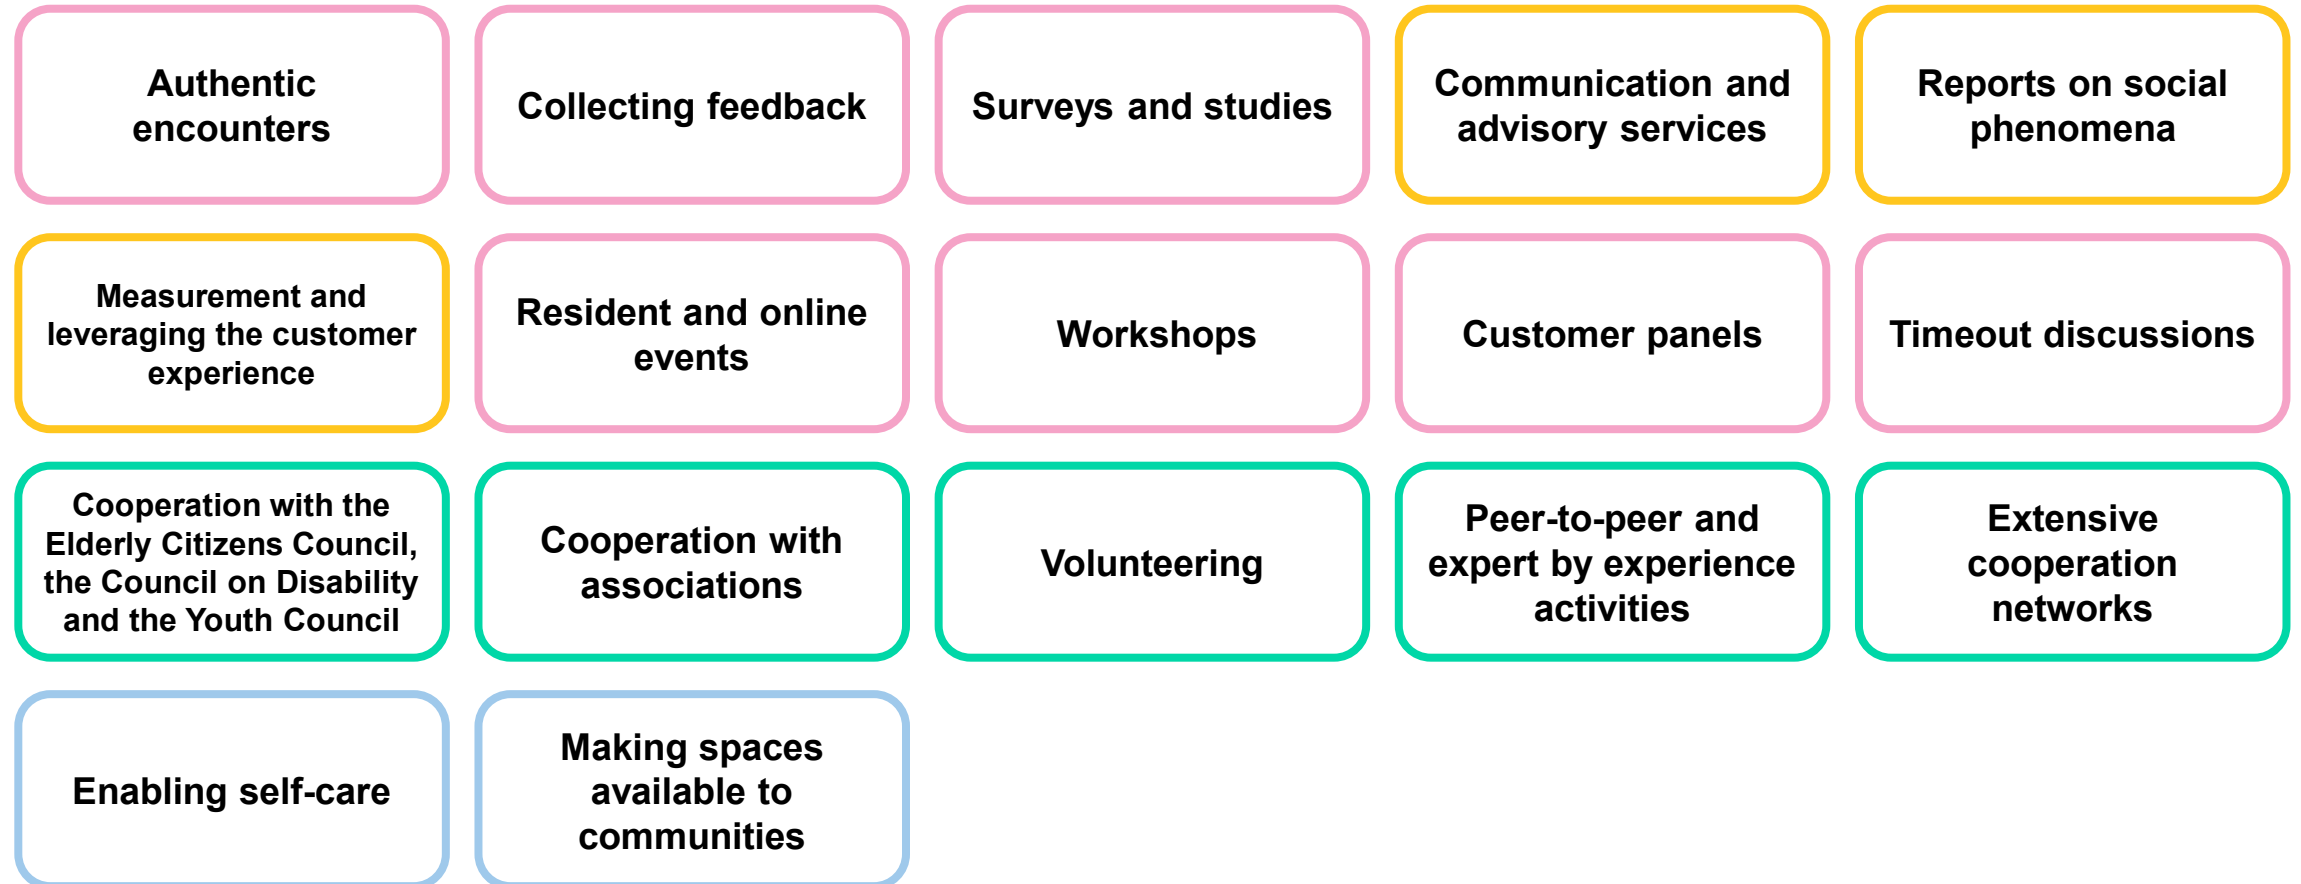 Authentic
encounters
Collecting feedback
Surveys and studies
Communication and
advisory services
Reports on social
phenomena
Measurement and
leveraging the customer
experience
Resident and online
events
Workshops
Customer panels
Timeout discussions
Cooperation with the
Elderly Citizens Council,
the Council on Disability
and the Youth Council
Cooperation with
associations
Volunteering
Peer-to-peer and
expert by experience
activities
Extensive
cooperation
networks
Enabling self-care
Making spaces
available to
communities